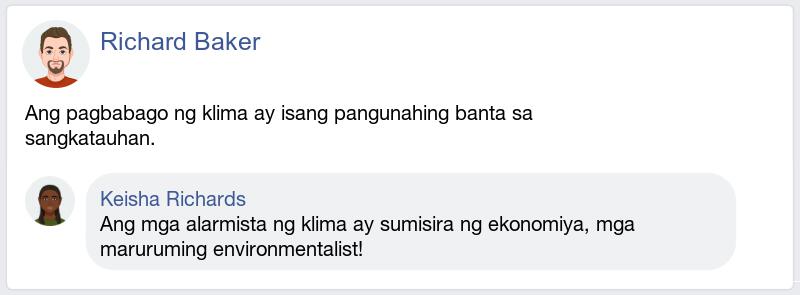 Richard Baker
Ang pagbabago ng klima ay isang pangunahing banta sa
sangkatauhan.
Keisha Richards
Ang mga alarmista ng klima ay sumisira ng ekonomiya, mga
maruruming environmentalist!